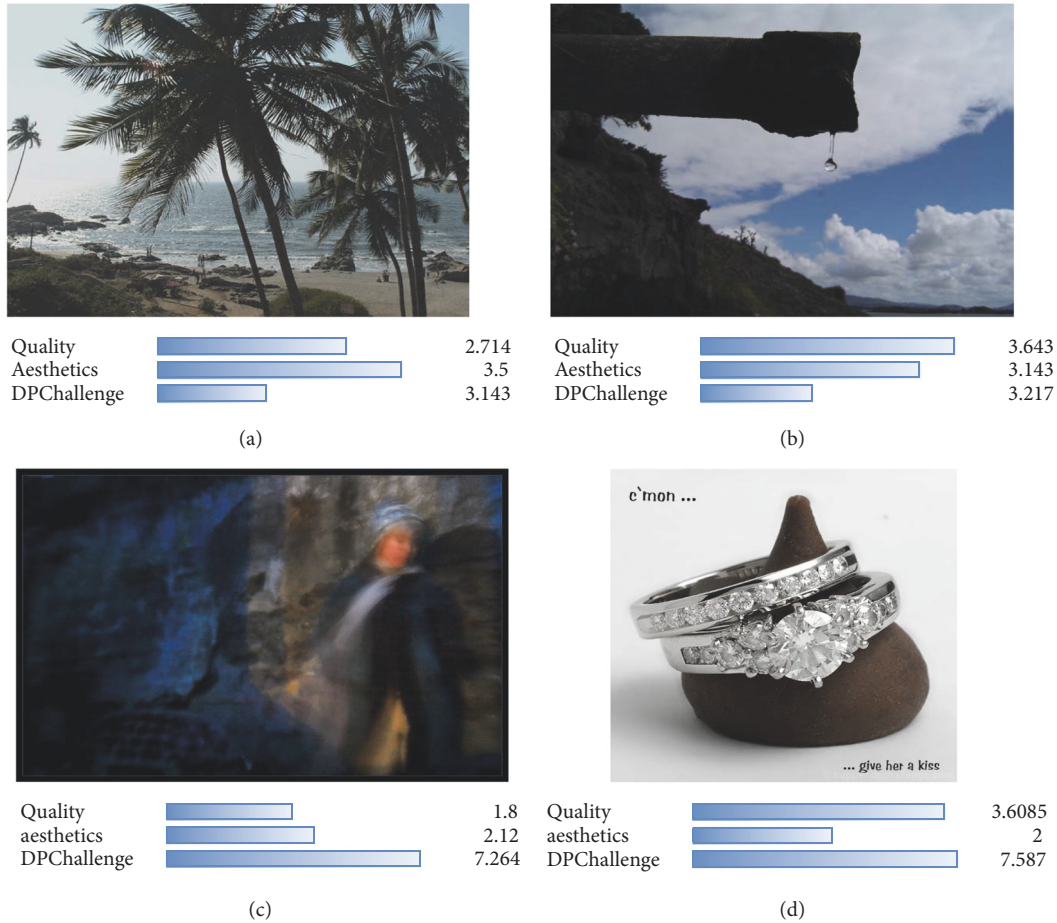 Quality 2.714
Aesthetics 3.5
DPChallenge 3.143
(a)
Quality 3.643
Aesthetics 3.143
DPChallenge 3.217
(b)
Quality 1.8
aesthetics 2.12
DPChallenge 7.264
(c)
c`mon ...
... give her a kiss
Quality 3.6085
aesthetics 2
DPChallenge 7.587
(d)